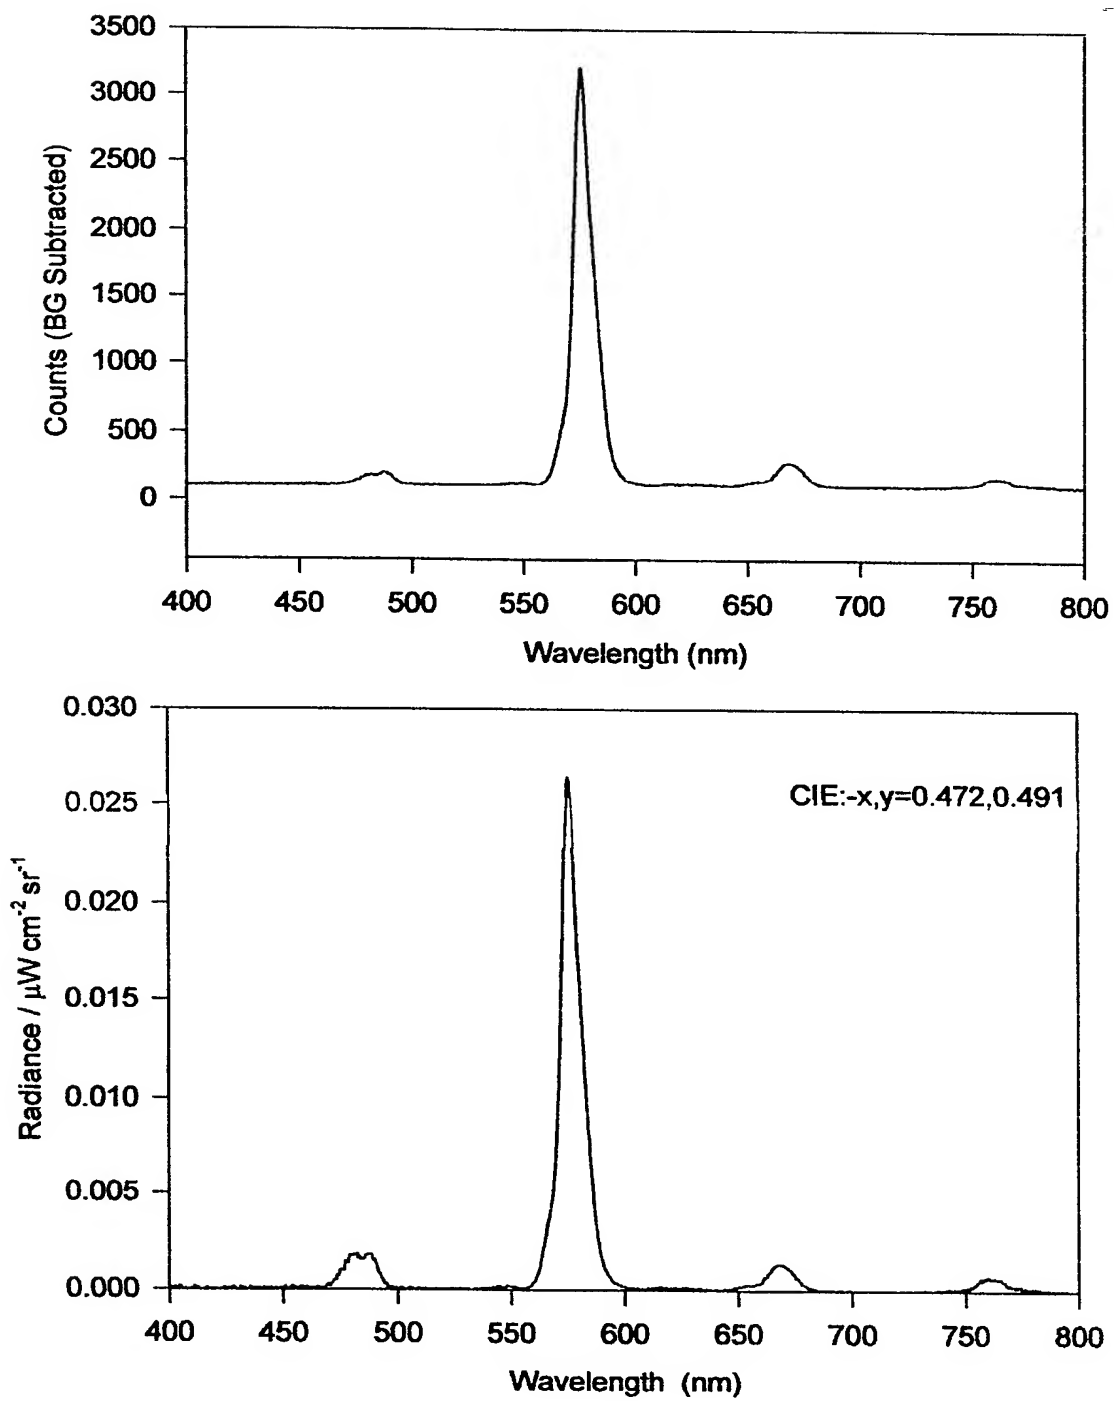 3500
3000
2500
2000
1500
1000
500
0
Counts (BG Subtracted)
400 450 500 550 600 650 700 750 800
Wavelength (nm)
0.030
0.025
0.020
0.015
0.010
0.005
0.000
Radiance / μW cm⁻² sr⁻¹
CIE:-x,y=0.472,0.491
400 450 500 550 600 650 700 750 800
Wavelength (nm)